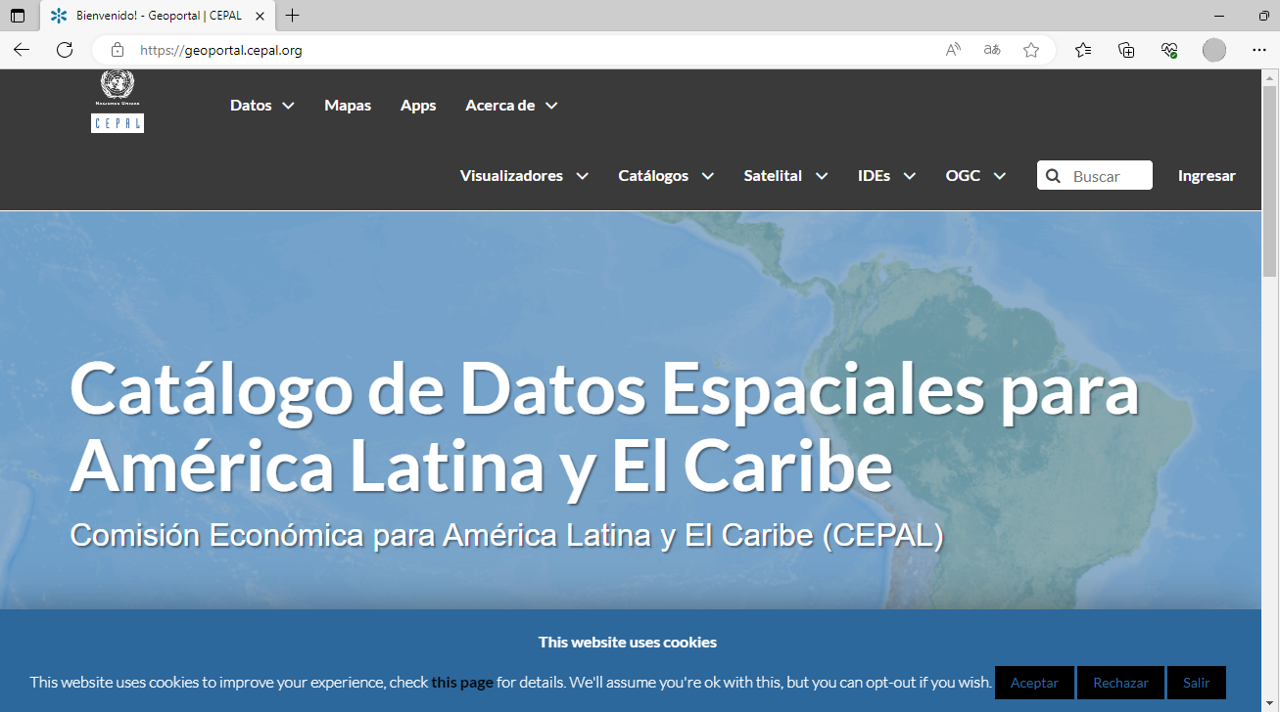 Bienvenido! - Geoportal | CEPAL
https://geoportal.cepal.org
NACIONES UNIDAS
CEPAL
Datos Mapas Apps Acerca de
Visualizadores Catálogos Satelital IDEs OGC Buscar Ingresar
Catálogo de Datos Espaciales para
América Latina y El Caribe
Comisión Económica para América Latina y El Caribe (CEPAL)
This website uses cookies
This website uses cookies to improve your experience, check this page for details. We'll assume you're ok with this, but you can opt-out if you wish. Aceptar Rechazar Salir